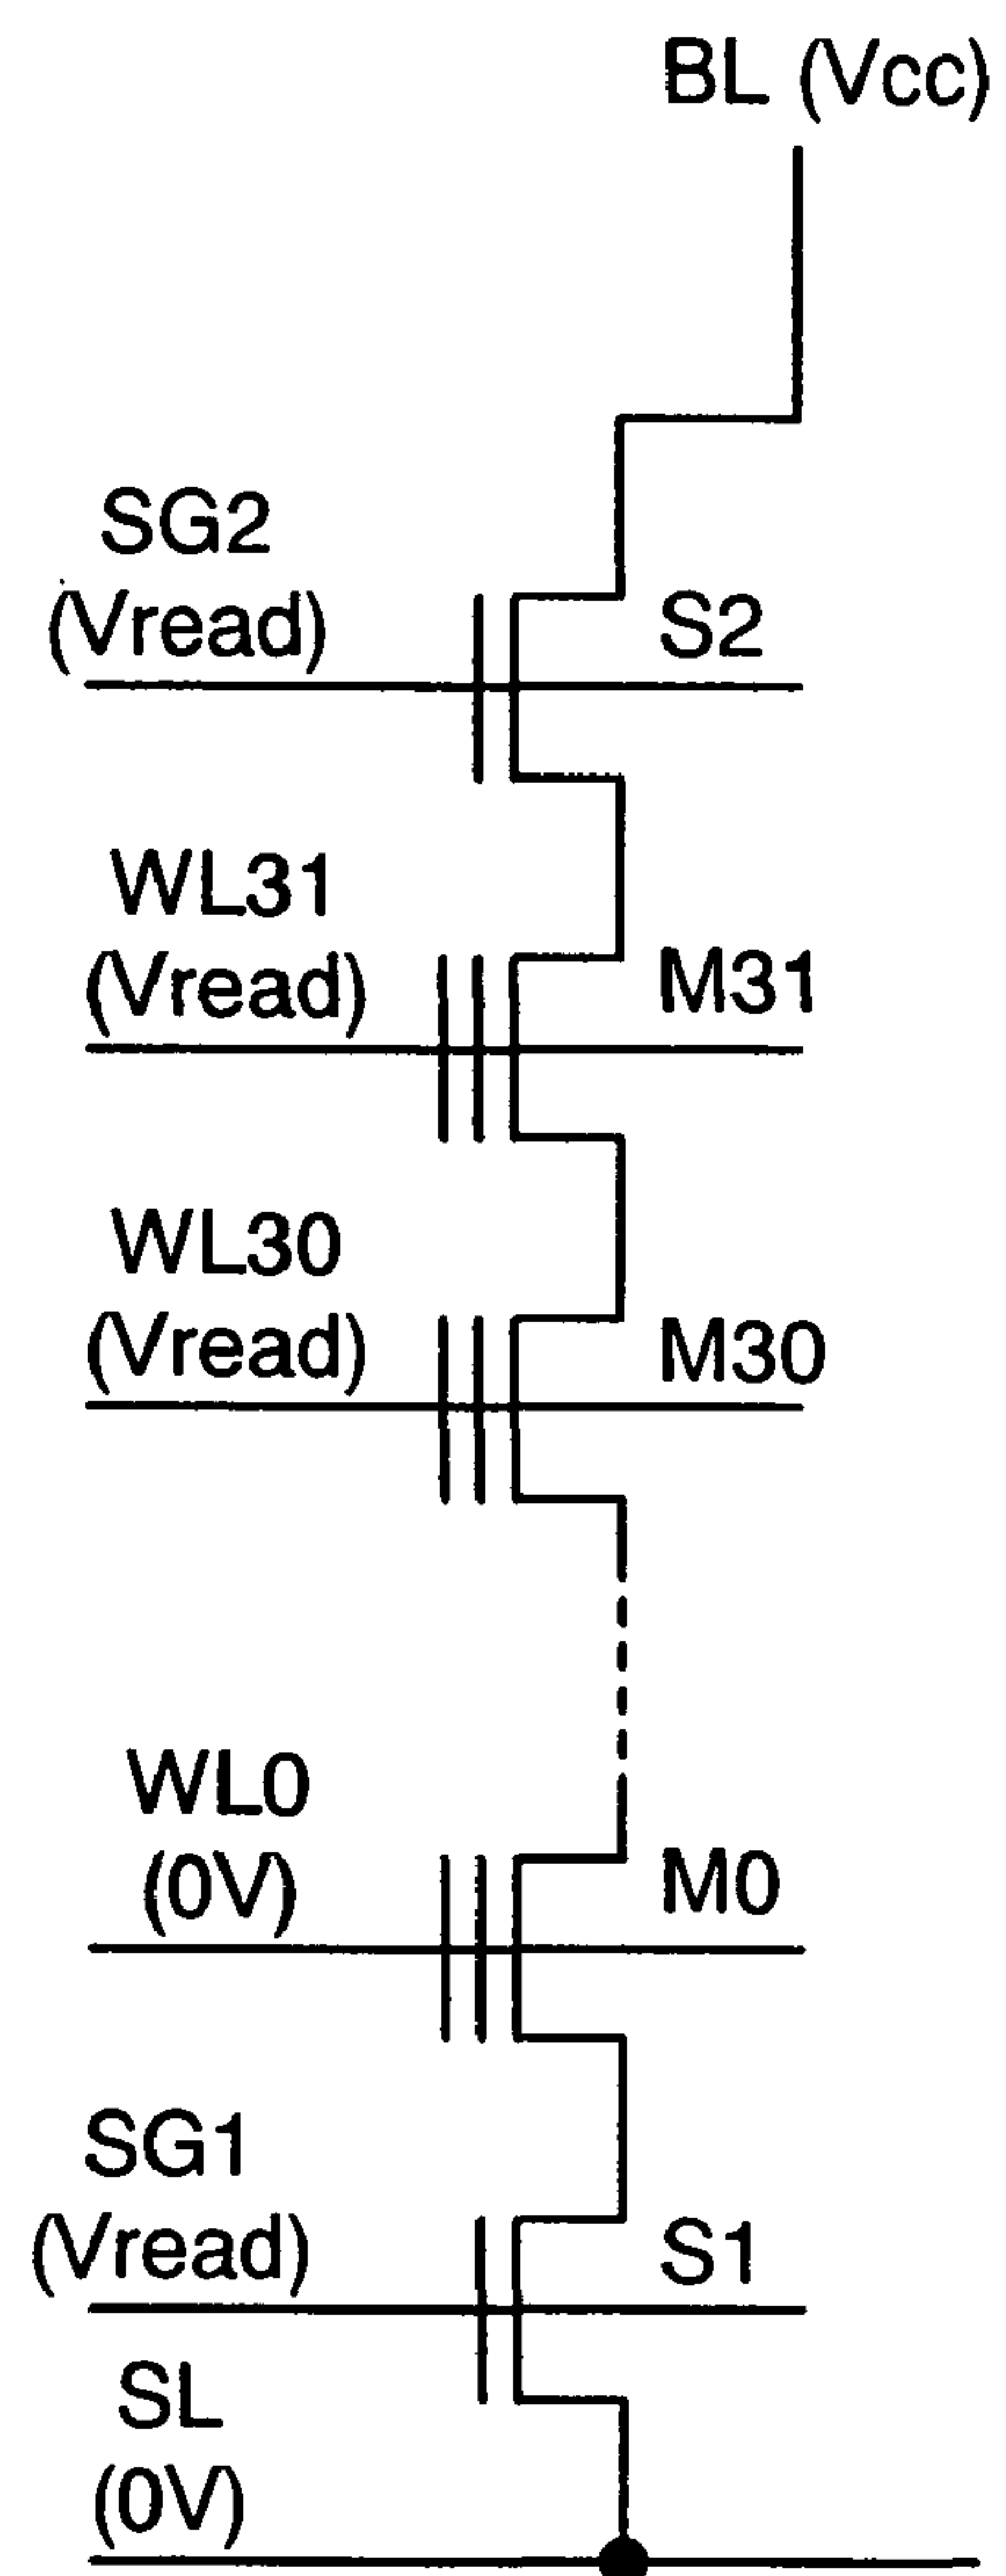 BL (Vcc)
SG2
(Vread)
S2
WL31
(Vread)
M31
WL30
(Vread)
M30
WL0
(0V)
M0
SG1
(Vread)
S1
SL
(0V)